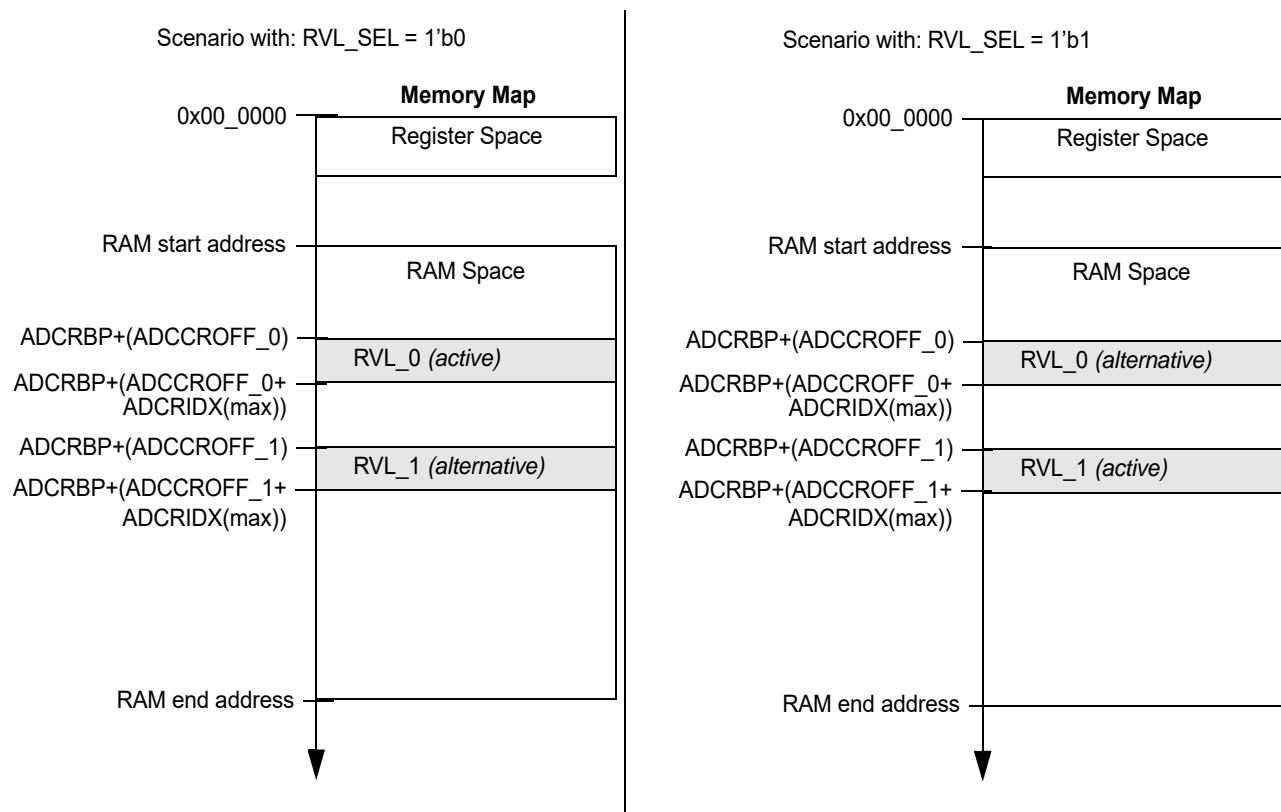 Scenario with: RVL_SEL = 1’b0
Memory Map
0x00_0000
Register Space
RAM start address
RAM Space
ADCRBP+(ADCCROFF_0)
RVL_0 (active)
ADCRBP+(ADCCROFF_0+
ADCRIDX(max))
ADCRBP+(ADCCROFF_1)
RVL_1 (alternative)
ADCRBP+(ADCCROFF_1+
ADCRIDX(max))
RAM end address
Scenario with: RVL_SEL = 1’b1
Memory Map
0x00_0000
Register Space
RAM start address
RAM Space
ADCRBP+(ADCCROFF_0)
RVL_0 (alternative)
ADCRBP+(ADCCROFF_0+
ADCRIDX(max))
ADCRBP+(ADCCROFF_1)
RVL_1 (active)
ADCRBP+(ADCCROFF_1+
ADCRIDX(max))
RAM end address